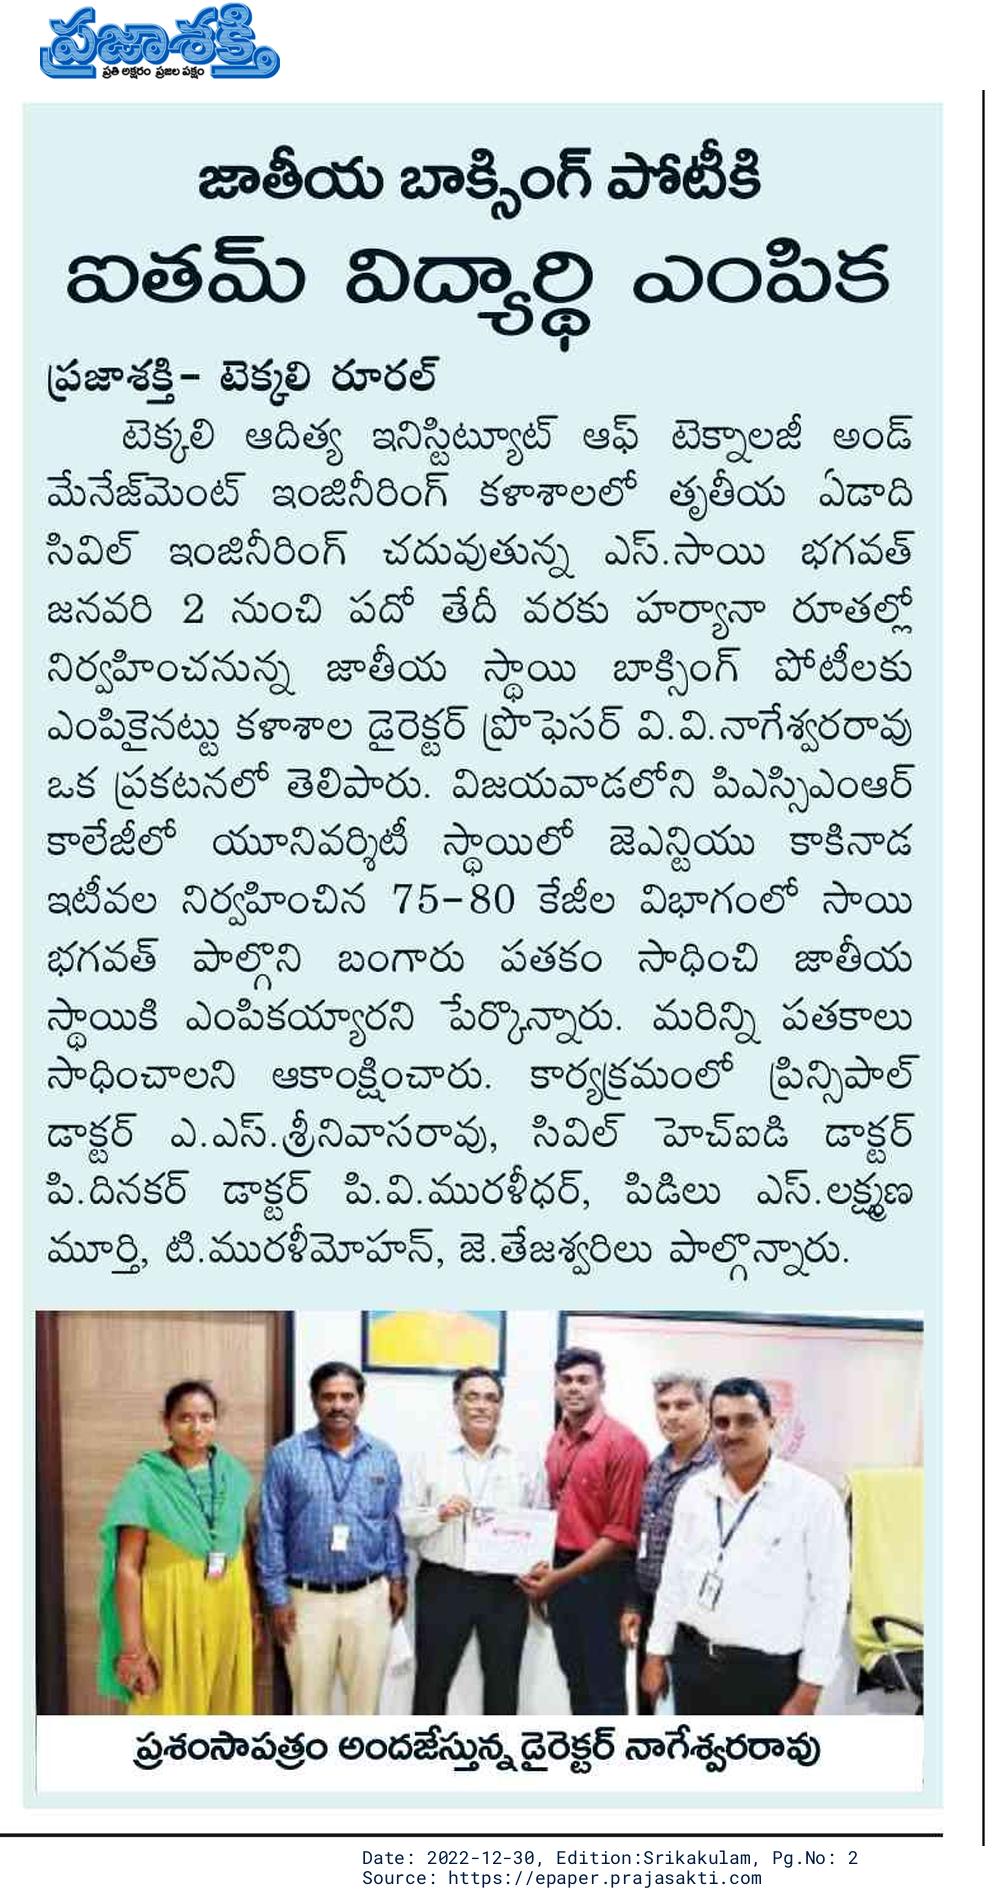 ప్రజాశక్తి
ప్రతి అక్షరం ప్రజల పక్షం
జాతీయ బాక్సింగ్ పోటీకి
ఐతమ్ విద్యార్థి ఎంపిక
ప్రజాశక్తి- టెక్కలి రూరల్
టెక్కలి ఆదిత్య ఇనిస్టిట్యూట్ ఆఫ్ టెక్నాలజీ అండ్
మేనేజ్‌మెంట్ ఇంజినీరింగ్ కళాశాలలో తృతీయ ఏడాది
సివిల్ ఇంజినీరింగ్ చదువుతున్న ఎస్.సాయి భగవత్
జనవరి 2 నుంచి పదో తేదీ వరకు హర్యానా రూతల్లో
నిర్వహించనున్న జాతీయ స్థాయి బాక్సింగ్ పోటీలకు
ఎంపికైనట్టు కళాశాల డైరెక్టర్ ప్రొఫెసర్ వి.వి.నాగేశ్వరరావు
ఒక ప్రకటనలో తెలిపారు. విజయవాడలోని పిఎస్సిఎంఆర్
కాలేజీలో యూనివర్శిటీ స్థాయిలో జెఎన్టియు కాకినాడ
ఇటీవల నిర్వహించిన 75-80 కేజీల విభాగంలో సాయి
భగవత్ పాల్గొని బంగారు పతకం సాధించి జాతీయ
స్థాయికి ఎంపికయ్యారని పేర్కొన్నారు. మరిన్ని పతకాలు
సాధించాలని ఆకాంక్షించారు. కార్యక్రమంలో ప్రిన్సిపాల్
డాక్టర్ ఎ.ఎస్.శ్రీనివాసరావు, సివిల్ హెచ్ఐడి డాక్టర్
పి.దినకర్ డాక్టర్ పి.వి.మురళీధర్, పిడిలు ఎస్.లక్ష్మణ
మూర్తి, టి.మురళీమోహన్, జె.తేజశ్వరిలు పాల్గొన్నారు.
ప్రశంసాపత్రం అందజేస్తున్న డైరెక్టర్ నాగేశ్వరరావు
Date: 2022-12-30, Edition:Srikakulam, Pg.No: 2
Source: https://epaper.prajasakti.com